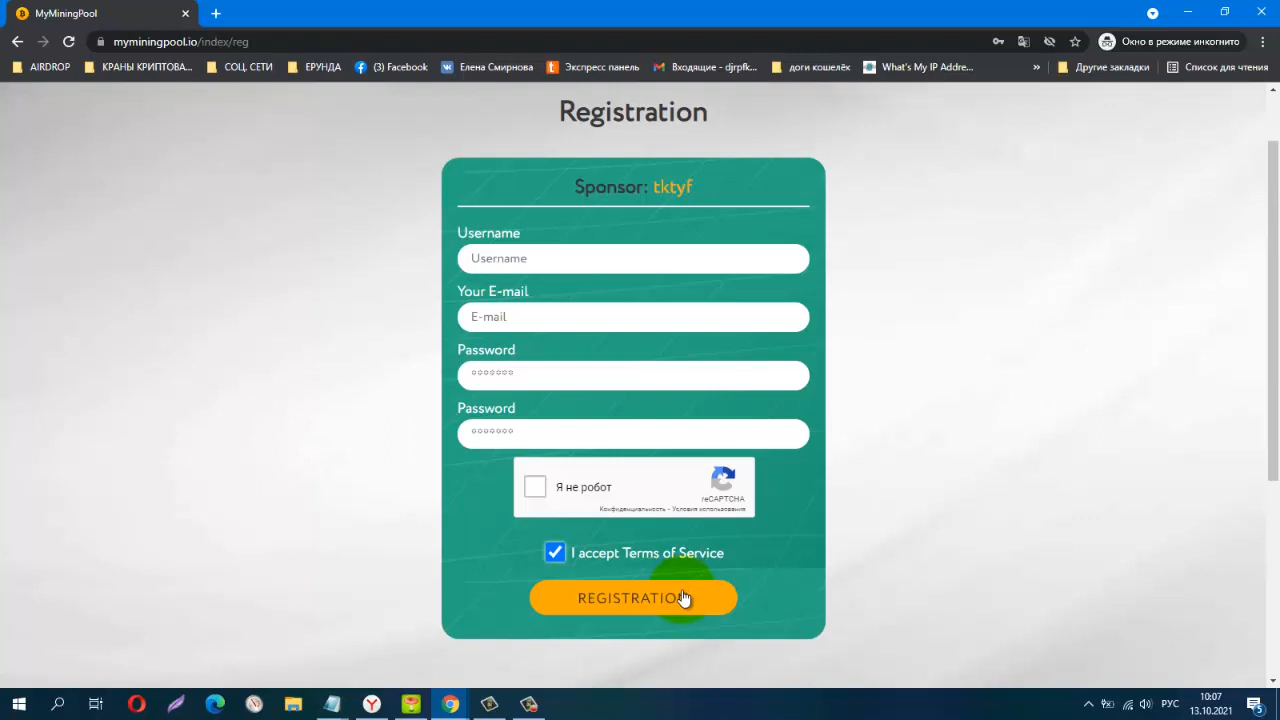 MyMiningPool
myminingpool.io/index/reg
Окно в режиме инкогнито
AIRDROP
КРАНЫ КРИПТОВА...
СОЦ.СЕТИ
ЕРУНДА
(3) Facebook
Елена Смирнова
Экспресс панель
Входящие - djrpfk...
доги кошелёк
What's My IP Addre...
»
Другие закладки
Список для чтения
Registration
Sponsor: tktyf
Username
Username
Your E-mail
E-mail
Password
*******
Password
*******
Я не робот
reCAPTCHA
Конфиденциальность - Условия использования
I accept Terms of Service
REGISTRATION
РУС
10:07
13.10.2021
5